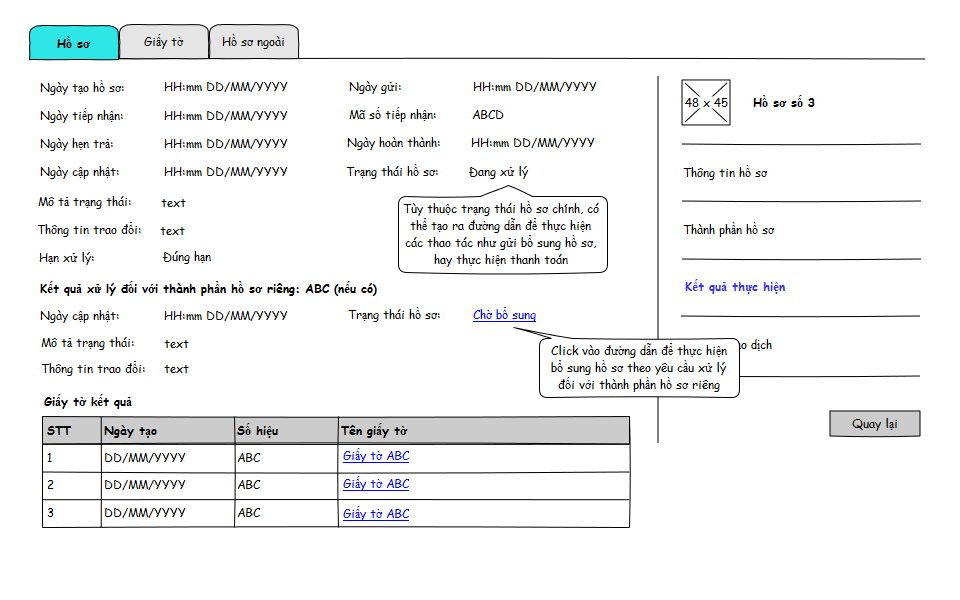 Hồ sơ
Giấy tờ
Hồ sơ ngoài
Ngày tạo hồ sơ: HH:mm DD/MM/YYYY Ngày gửi: HH:mm DD/MM/YYYY
Ngày tiếp nhận: HH:mm DD/MM/YYYY Mã số tiếp nhận: ABCD
Ngày hẹn trả: HH:mm DD/MM/YYYY Ngày hoàn thành: HH:mm DD/MM/YYYY
Ngày cập nhật: HH:mm DD/MM/YYYY Trạng thái hồ sơ: Đang xử lý
Mô tả trạng thái: text
Thông tin trao đổi: text
Hạn xử lý: Đúng hạn
Tùy thuộc trạng thái hồ sơ chính, có
thể tạo ra đường dẫn để thực hiện
các thao tác như gửi bổ sung hồ sơ,
hay thực hiện thanh toán
Kết quả xử lý đối với thành phần hồ sơ riêng: ABC (nếu có)
Ngày cập nhật: HH:mm DD/MM/YYYY Trạng thái hồ sơ: Chờ bổ sung
Mô tả trạng thái: text
Thông tin trao đổi: text
Click vào đường dẫn để thực hiện
bổ sung hồ sơ theo yêu cầu xử lý
đối với thành phần hồ sơ riêng
Giấy tờ kết quả
STT Ngày tạo Số hiệu Tên giấy tờ
1 DD/MM/YYYY ABC Giấy tờ ABC
2 DD/MM/YYYY ABC Giấy tờ ABC
3 DD/MM/YYYY ABC Giấy tờ ABC
48 x 45 Hồ sơ số 3
Thông tin hồ sơ
Thành phần hồ sơ
Kết quả thực hiện
dịch
Quay lại